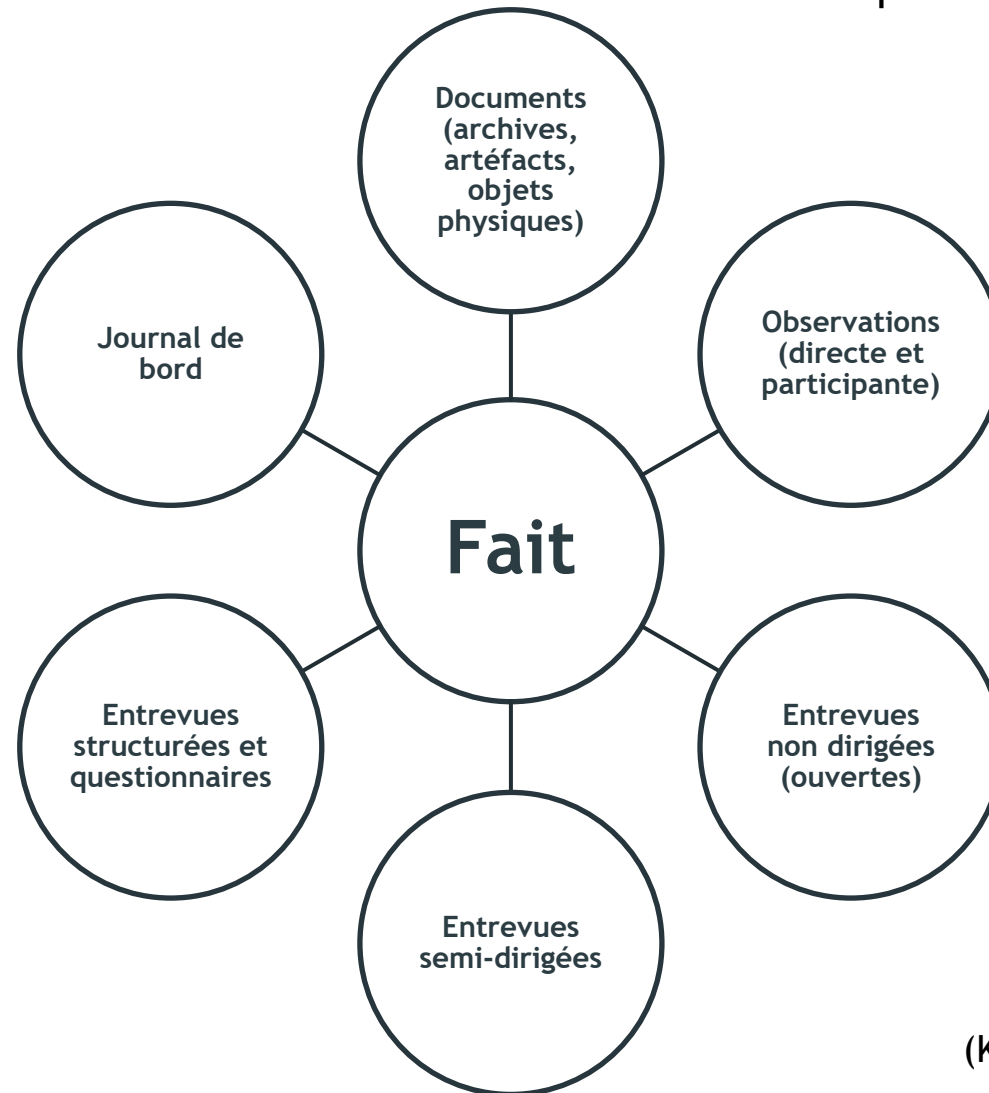 Documents
(archives,
artéfacts,
objets
physiques)
Observations
(directe et
participante)
Entrevues
non dirigées
(ouvertes)
Entrevues
semi-dirigées
Entrevues
structurées et
questionnaires
Journal de
bord
Fait
(K